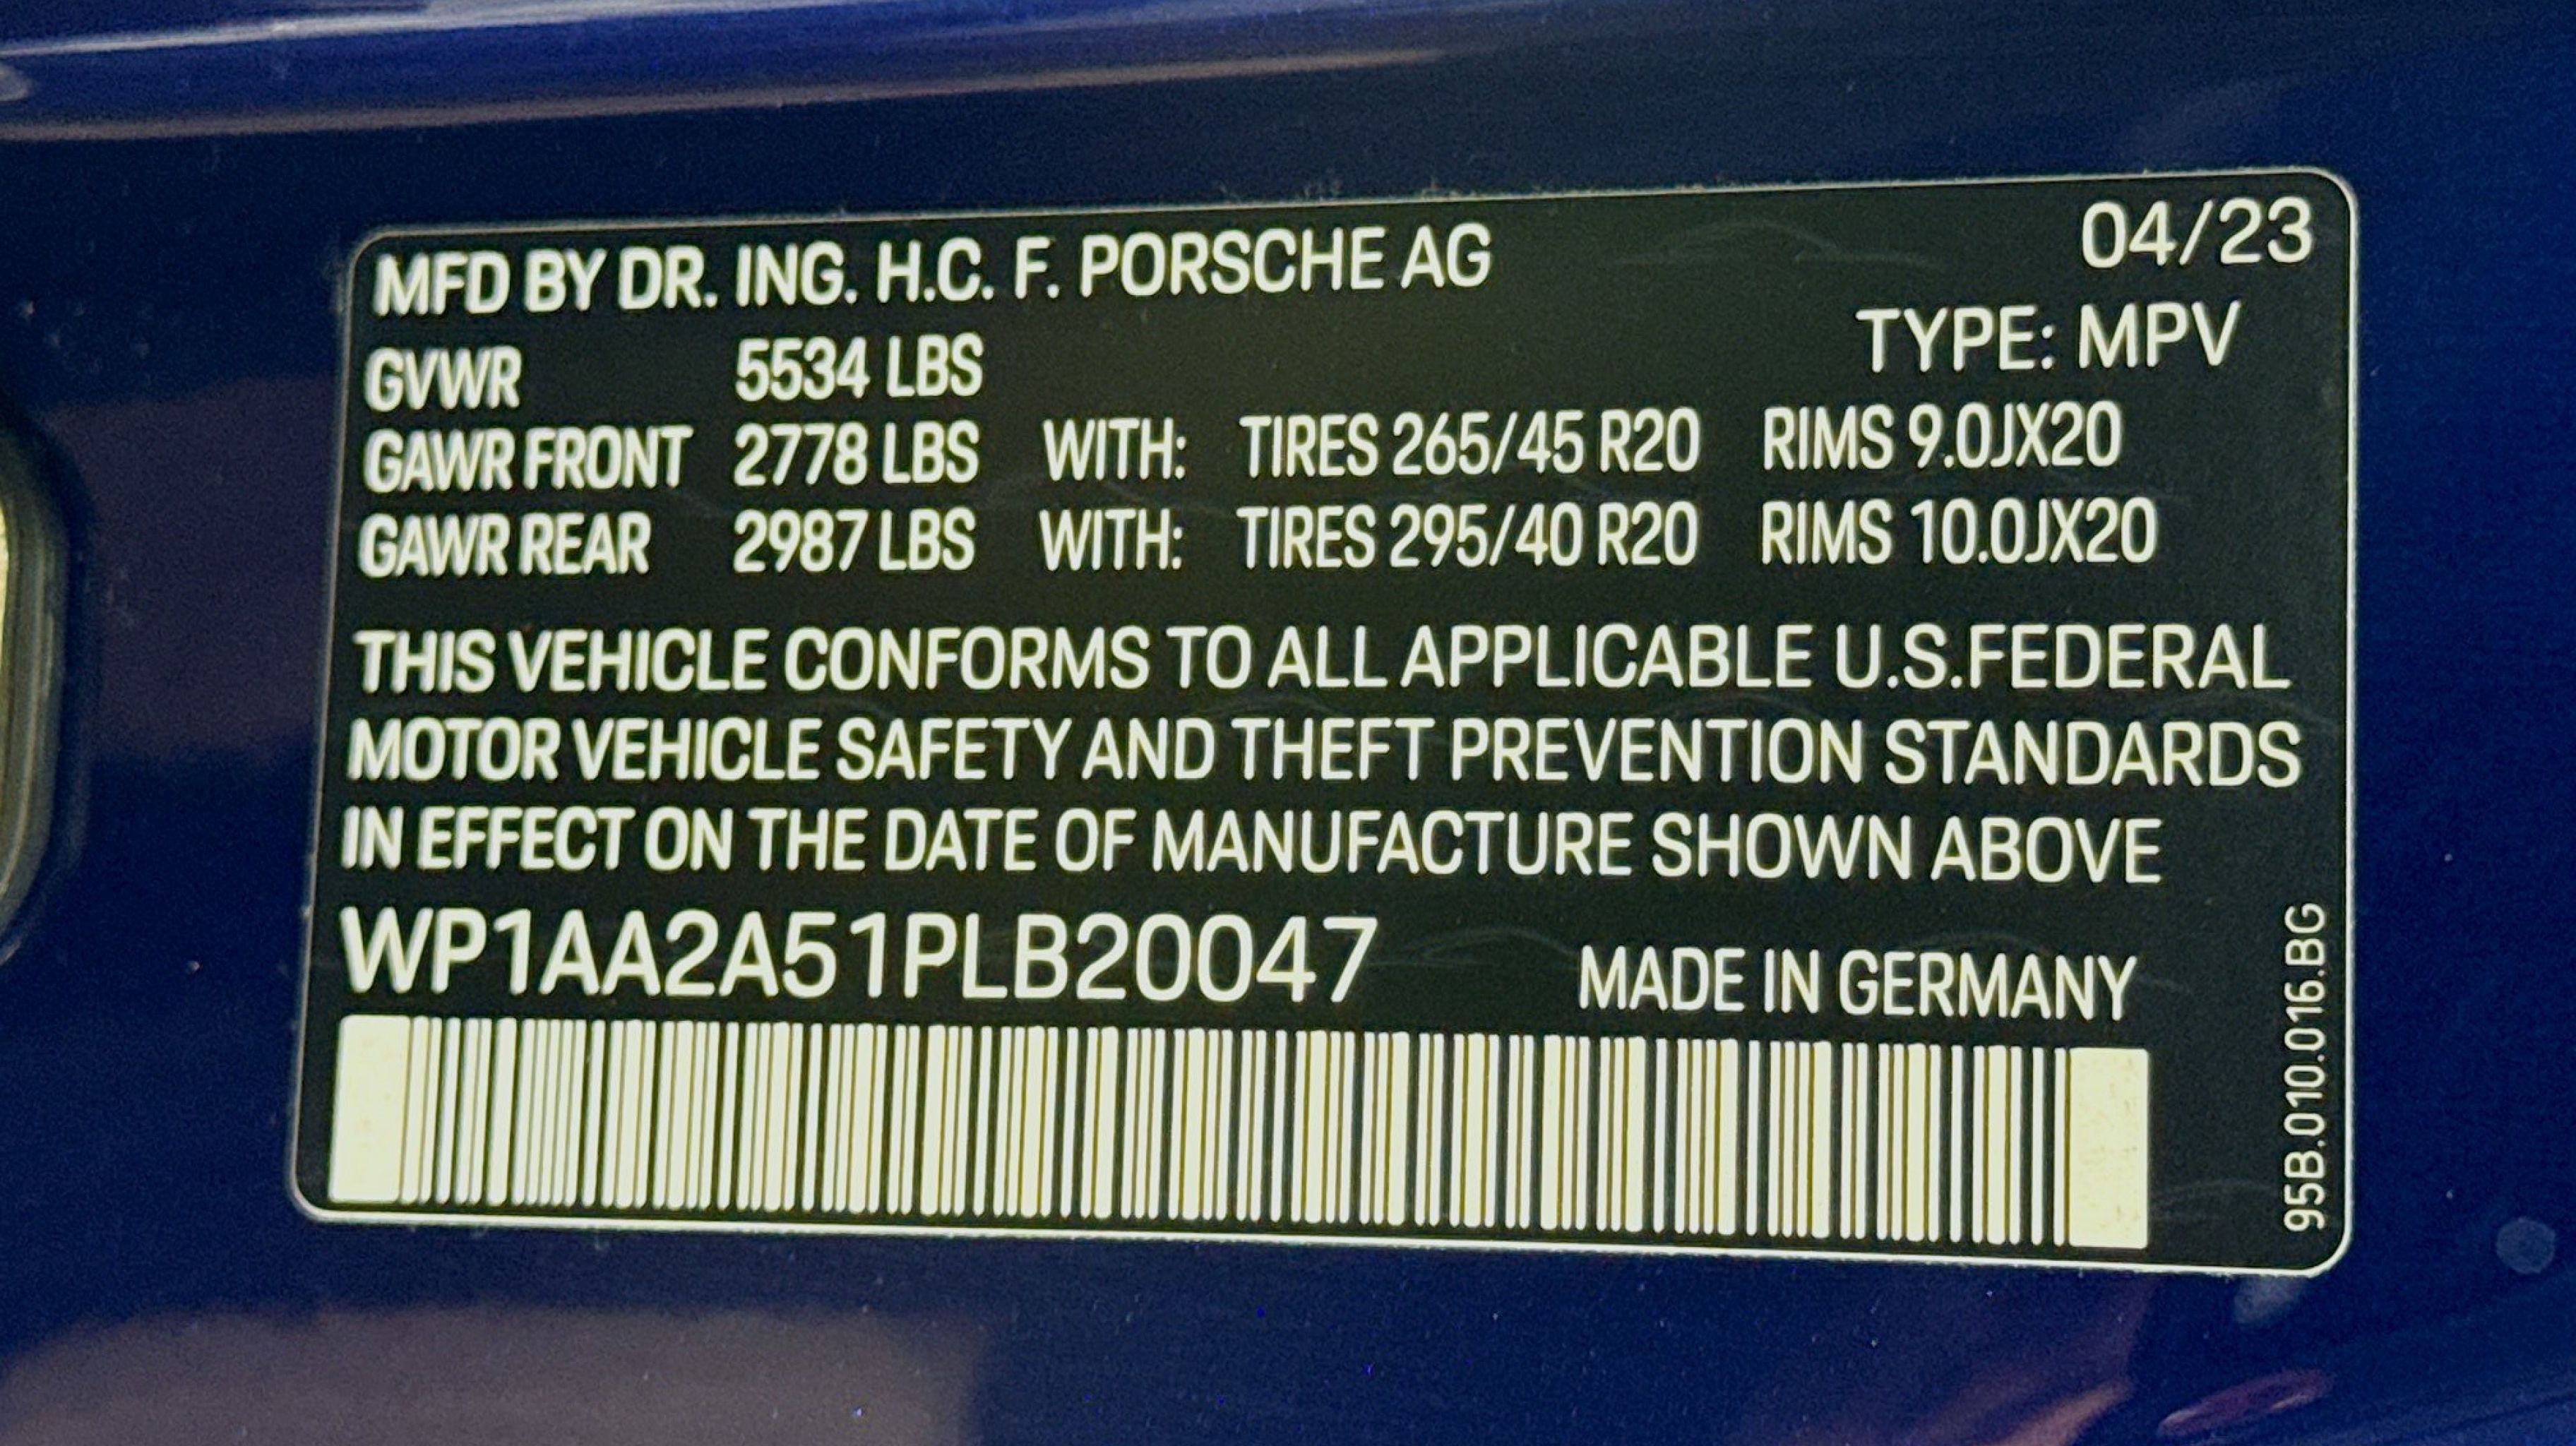 MFD BY DR. ING. H.C. F. PORSCHE AG 04/23
GVWR 5534 LBS TYPE: MPV
GAWR FRONT 2778 LBS WITH: TIRES 265/45 R20 RIMS 9.0JX20
GAWR REAR 2987 LBS WITH: TIRES 295/40 R20 RIMS 10.0JX20
THIS VEHICLE CONFORMS TO ALL APPLICABLE U.S.FEDERAL
MOTOR VEHICLE SAFETY AND THEFT PREVENTION STANDARDS
IN EFFECT ON THE DATE OF MANUFACTURE SHOWN ABOVE
WP1AA2A51PLB20047 MADE IN GERMANY
95B.010.016.BG